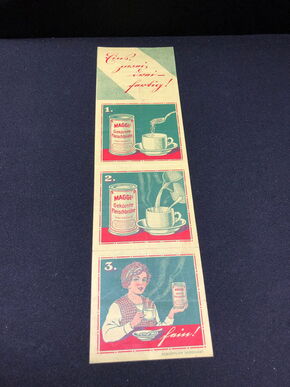 Eins,
zwei,
drei—
fertig!
1.
MAGGI'
Gekörnte
Fleischbrühe
2.
MAGGI'
Gekörnte
Fleischbrühe
3.
fein!